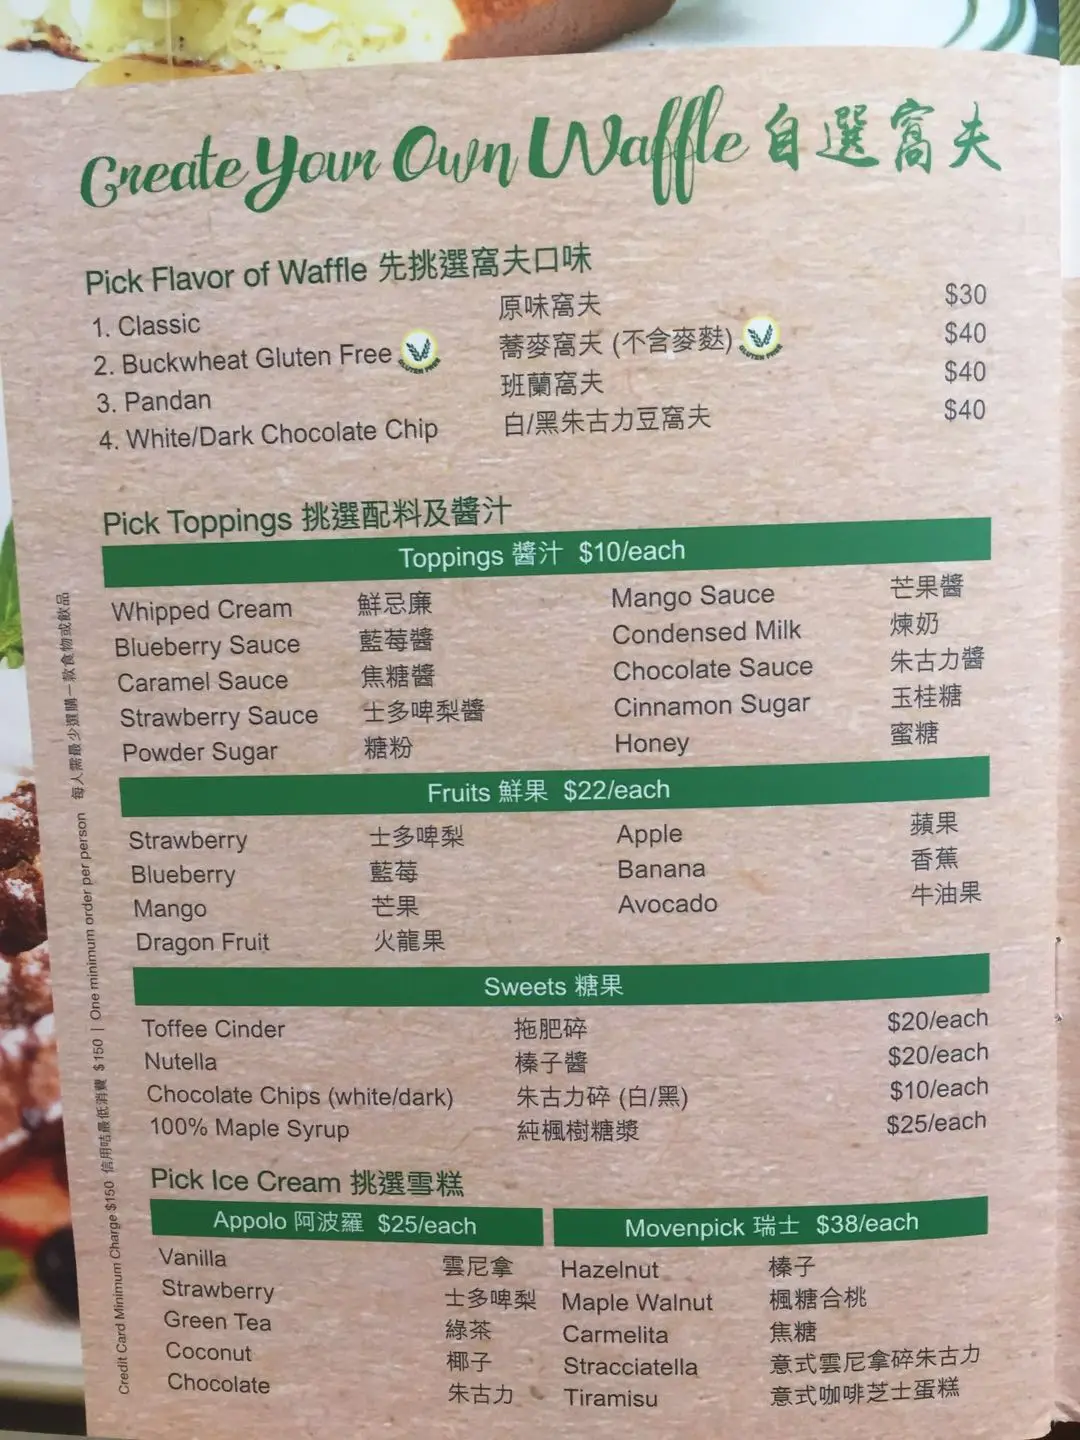 Create Your Own Waffle 自選窩夫
Pick Flavor of Waffle 先挑選窩夫口味
1. Classic 原味窩夫 $30
2. Buckwheat Gluten Free GLUTEN FREE 蕎麥窩夫 (不含麥麩) GLUTEN FREE $40
3. Pandan 班蘭窩夫 $40
4. White/Dark Chocolate Chip 白/黑朱古力豆窩夫 $40
Pick Toppings 挑選配料及醬汁
Toppings 醬汁 $10/each
Whipped Cream 鮮忌廉 Mango Sauce 芒果醬
Blueberry Sauce 藍莓醬 Condensed Milk 煉奶
Caramel Sauce 焦糖醬 Chocolate Sauce 朱古力醬
Strawberry Sauce 士多啤梨醬 Cinnamon Sugar 玉桂糖
Powder Sugar 糖粉 Honey 蜜糖
Fruits 鮮果 $22/each
Strawberry 士多啤梨 Apple 蘋果
Blueberry 藍莓 Banana 香蕉
Mango 芒果 Avocado 牛油果
Dragon Fruit 火龍果
Sweets 糖果
Toffee Cinder 拖肥碎 $20/each
Nutella 榛子醬 $20/each
Chocolate Chips (white/dark) 朱古力碎 (白/黑) $10/each
100% Maple Syrup 純楓樹糖漿 $25/each
Pick Ice Cream 挑選雪糕
Appolo 阿波羅 $25/each Movenpick 瑞士 $38/each
Vanilla 雲尼拿 Hazelnut 榛子
Strawberry 士多啤梨 Maple Walnut 楓糖合桃
Green Tea 綠茶 Carmelita 焦糖
Coconut 椰子 Stracciatella 意式雲尼拿碎朱古力
Chocolate 朱古力 Tiramisu 意式咖啡芝士蛋糕
Credit Card Minimum Charge $150 信用咭最低消費 $150 | One minimum order per person 每人需最少選購一款食物或飲品